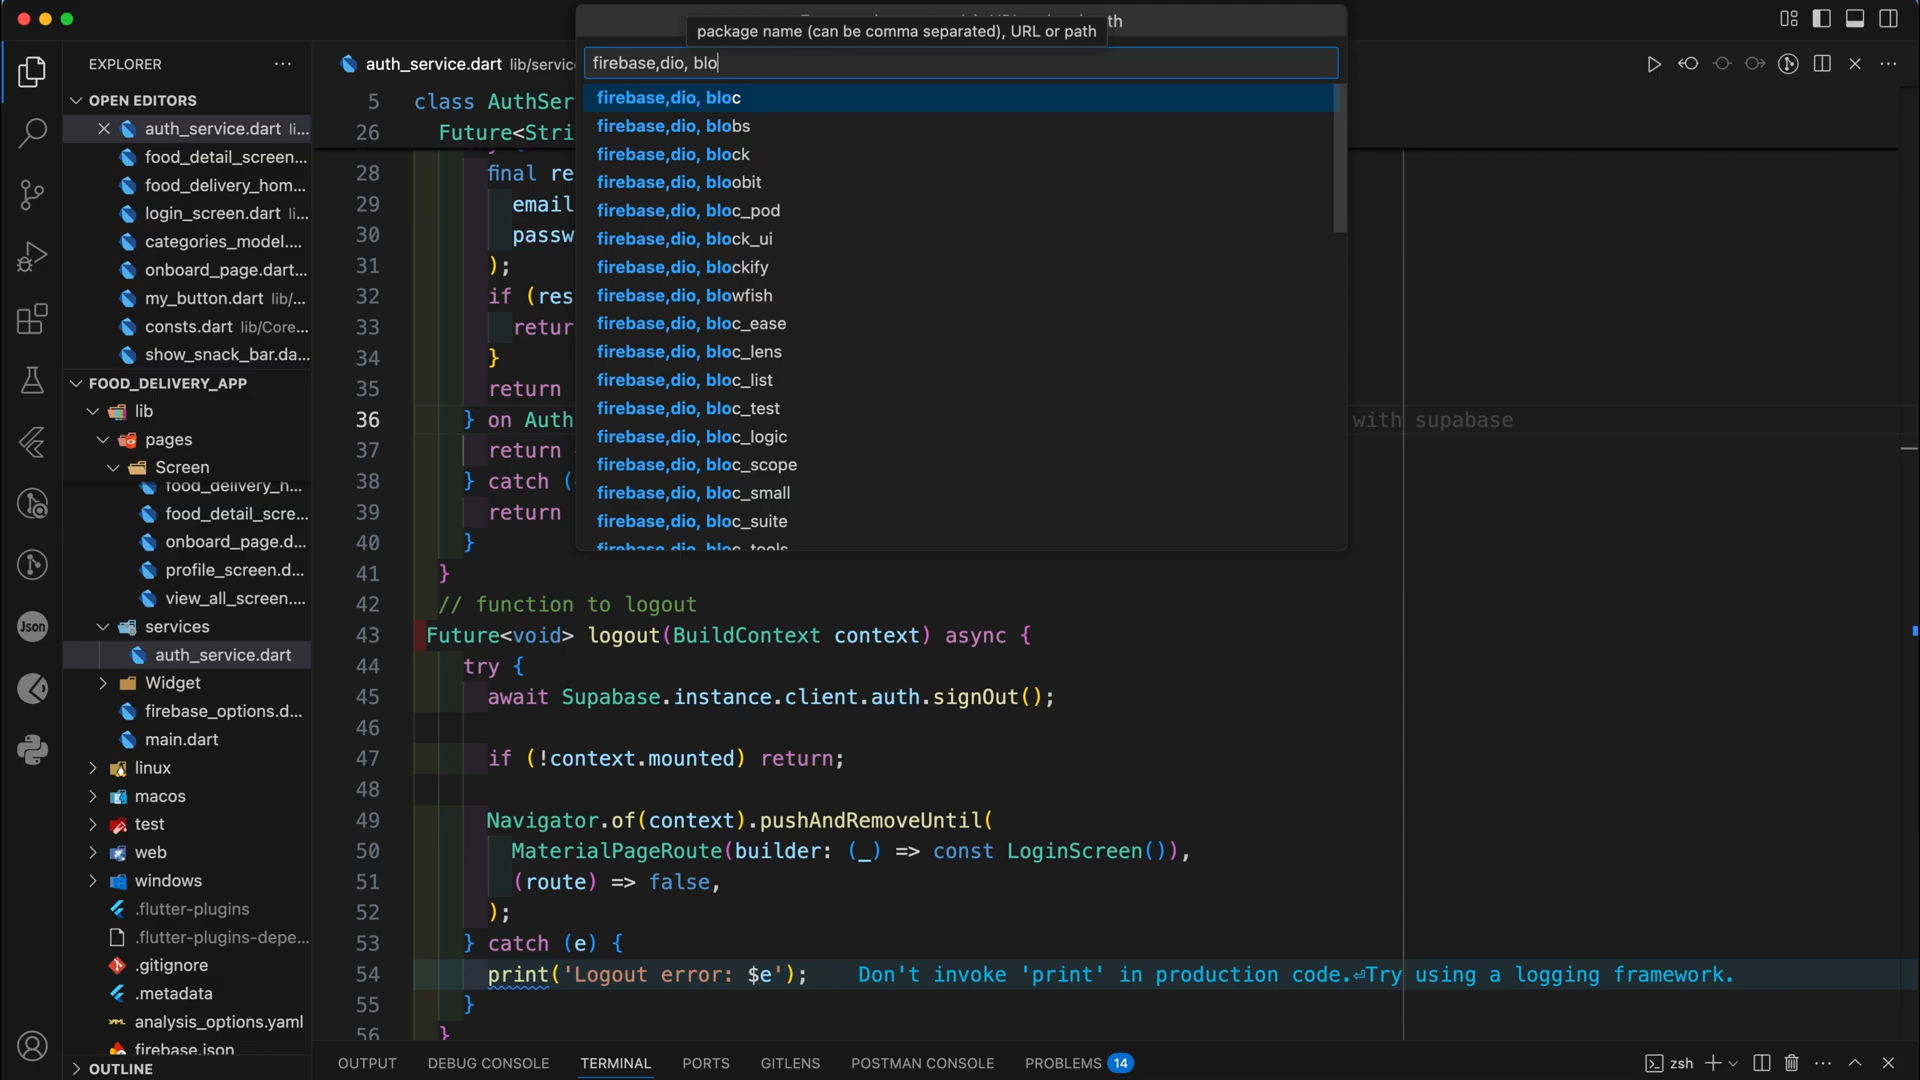 package name (can be comma separated), URL or path
firebase,dio, blo
firebase,dio, bloc
firebase,dio, blobs
firebase,dio, block
firebase,dio, bloobit
firebase,dio, bloc_pod
firebase,dio, block_ui
firebase,dio, blockify
firebase,dio, blowfish
firebase,dio, bloc_ease
firebase,dio, bloc_lens
firebase,dio, bloc_list
firebase,dio, bloc_test
firebase,dio, bloc_logic
firebase,dio, bloc_scope
firebase,dio, bloc_small
firebase,dio, bloc_suite
firebase,dio, bloc_tools
EXPLORER
OPEN EDITORS
auth_service.dart li...
food_detail_screen...
food_delivery_hom...
login_screen.dart li...
categories_model....
onboard_page.dart...
my_button.dart lib/...
consts.dart lib/Core...
show_snack_bar.da...
FOOD_DELIVERY_APP
lib
pages
Screen
food_delivery_h...
food_detail_scre...
onboard_page.d...
profile_screen.d...
view_all_screen....
services
auth_service.dart
Widget
firebase_options.d...
main.dart
linux
macos
test
web
windows
.flutter-plugins
.flutter-plugins-depe...
.gitignore
.metadata
analysis_options.yaml
firebase.json
OUTLINE
Json
auth_service.dart lib/service
5 class AuthSer
26 Future<Stri
28 final re
29 email
30 passw
31 );
32 if (res
33 retur
34 }
35 return
36 } on Auth with supabase
37 return
38 } catch (
39 return
40 }
41 }
42 // function to logout
43 Future<void> logout(BuildContext context) async {
44 try {
45 await Supabase.instance.client.auth.signOut();
46
47 if (!context.mounted) return;
48
49 Navigator.of(context).pushAndRemoveUntil(
50 MaterialPageRoute(builder: (_) => const LoginScreen()),
51 (route) => false,
52 );
53 } catch (e) {
54 print('Logout error: $e'); Don't invoke 'print' in production code.⏎Try using a logging framework.
55 }
56 }
OUTPUT DEBUG CONSOLE TERMINAL PORTS GITLENS POSTMAN CONSOLE PROBLEMS 14
zsh